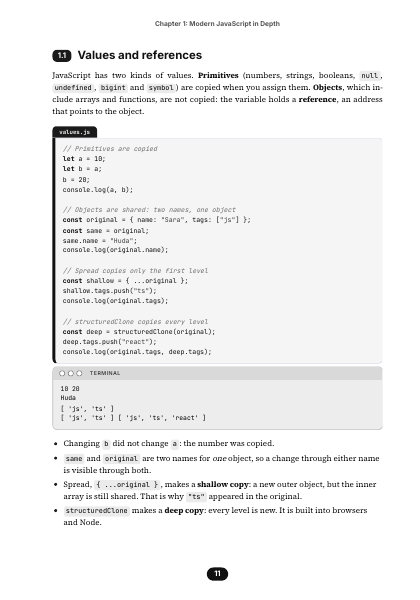 Chapter 1: Modern JavaScript in Depth
1.1 Values and references
JavaScript has two kinds of values. Primitives (numbers, strings, booleans, null,
undefined, bigint and symbol) are copied when you assign them. Objects, which in-
clude arrays and functions, are not copied: the variable holds a reference, an address
that points to the object.
values.js
// Primitives are copied
let a = 10;
let b = a;
b = 20;
console.log(a, b);
// Objects are shared: two names, one object
const original = { name: "Sara", tags: ["js"] };
const same = original;
same.name = "Huda";
console.log(original.name);
// Spread copies only the first level
const shallow = { ...original };
shallow.tags.push("ts");
console.log(original.tags);
// structuredClone copies every level
const deep = structuredClone(original);
deep.tags.push("react");
console.log(original.tags, deep.tags);
TERMINAL
10 20
Huda
[ 'js', 'ts' ]
[ 'js', 'ts' ] [ 'js', 'ts', 'react' ]
• Changing b did not change a: the number was copied.
• same and original are two names for one object, so a change through either name
is visible through both.
• Spread, { ...original }, makes a shallow copy: a new outer object, but the inner
array is still shared. That is why "ts" appeared in the original.
• structuredClone makes a deep copy: every level is new. It is built into browsers
and Node.
11